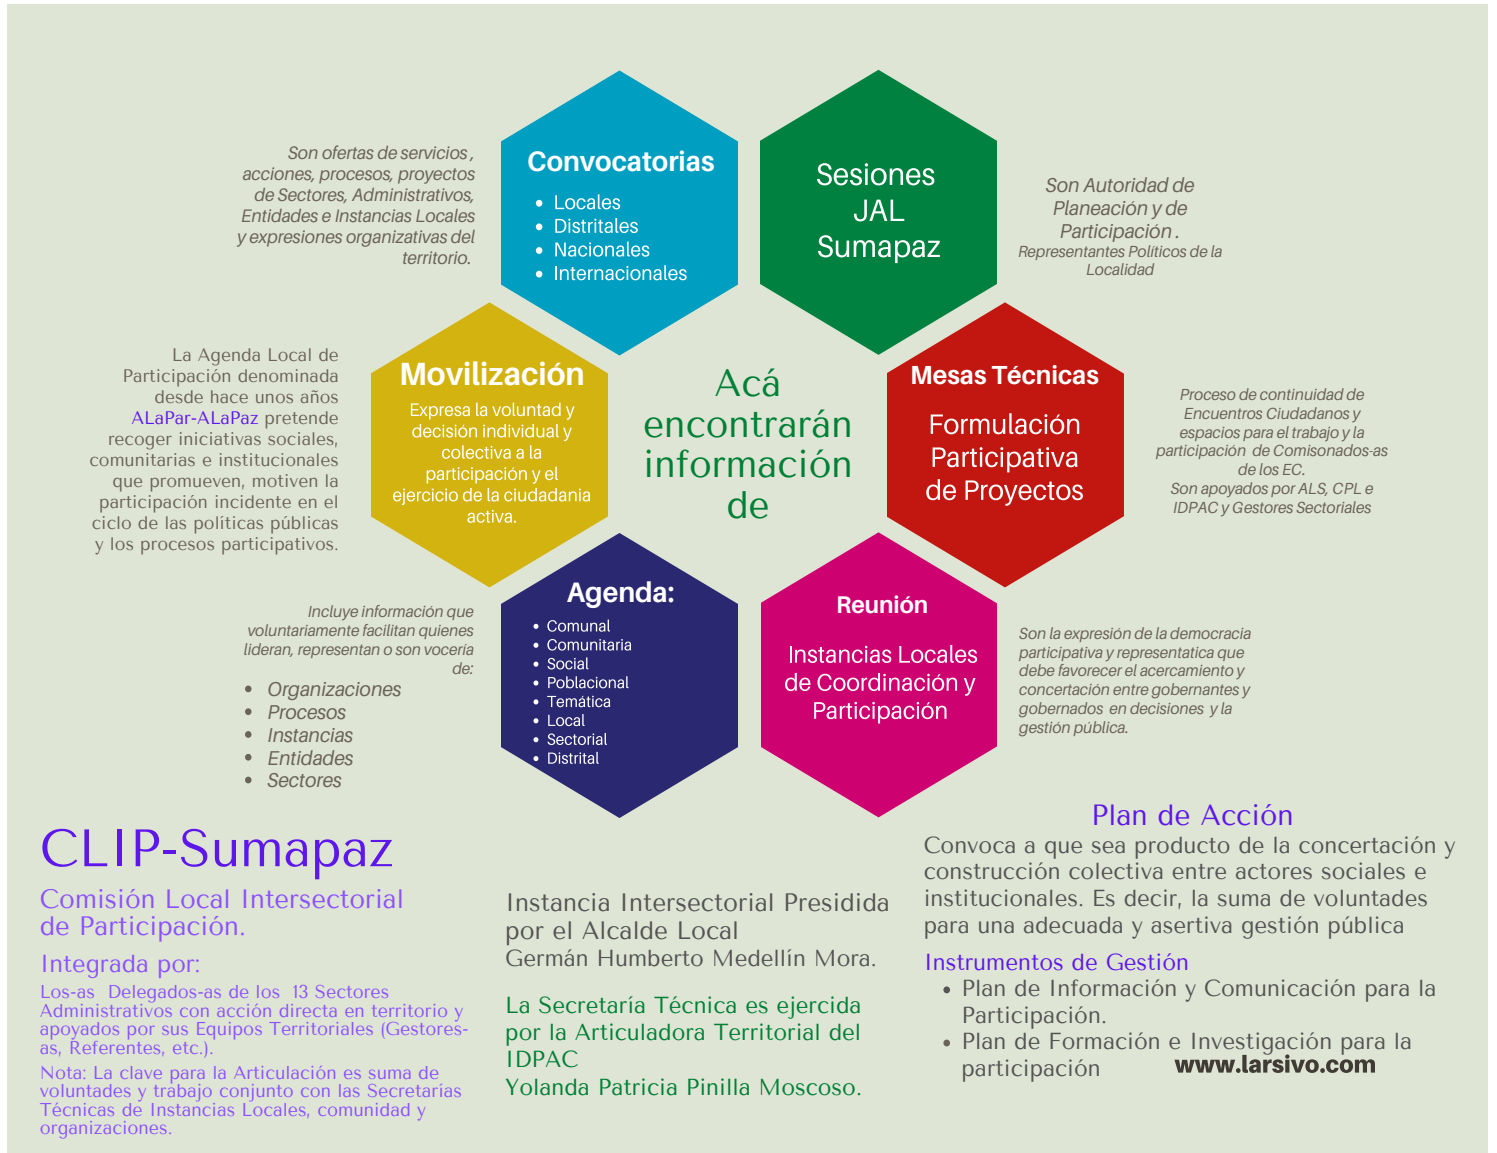 Son ofertas de servicios ,
acciones, procesos, proyectos
de Sectores, Administrativos,
Entidades e Instancias Locales
y expresiones organizativas del
territorio.
Convocatorias
• Locales
• Distritales
• Nacionales
• Internacionales
Sesiones
JAL
Sumapaz
Son Autoridad de
Planeación y de
Participación .
Representantes Políticos de la
Localidad
La Agenda Local de
Participación denominada
desde hace unos años
ALaPar-ALaPaz pretende
recoger iniciativas sociales,
comunitarias e institucionales
que promueven, motiven la
participación incidente en el
ciclo de las políticas públicas
y los procesos participativos.
Movilización
Expresa la voluntad y
decisión individual y
colectiva a la
participación y el
ejercicio de la ciudadania
activa.
Acá
encontrarán
información
de
Mesas Técnicas
Formulación
Participativa
de Proyectos
Proceso de continuidad de
Encuentros Ciudadanos y
espacios para el trabajo y la
participación de Comisonados-as
de los EC.
Son apoyados por ALS, CPL e
IDPAC y Gestores Sectoriales
Incluye información que
voluntariamente facilitan quienes
lideran, representan o son vocería
de:
• Organizaciones
• Procesos
• Instancias
• Entidades
• Sectores
Agenda:
• Comunal
• Comunitaria
• Social
• Poblacional
• Temática
• Local
• Sectorial
• Distrital
Reunión
Instancias Locales
de Coordinación y
Participación
Son la expresión de la democracia
participativa y representatica que
debe favorecer el acercamiento y
concertación entre gobernantes y
gobernados en decisiones y la
gestión pública.
CLIP-Sumapaz
Comisión Local Intersectorial
de Participación.
Integrada por:
Los-as Delegados-as de los 13 Sectores
Administrativos con acción directa en territorio y
apoyados por sus Equipos Territoriales (Gestores-
as, Referentes, etc.).
Nota: La clave para la Articulación es suma de
voluntades y trabajo conjunto con las Secretarías
Técnicas de Instancias Locales, comunidad y
organizaciones.
Instancia Intersectorial Presidida
por el Alcalde Local
Germán Humberto Medellín Mora.
La Secretaría Técnica es ejercida
por la Articuladora Territorial del
IDPAC
Yolanda Patricia Pinilla Moscoso.
Plan de Acción
Convoca a que sea producto de la concertación y
construcción colectiva entre actores sociales e
institucionales. Es decir, la suma de voluntades
para una adecuada y asertiva gestión pública
Instrumentos de Gestión
• Plan de Información y Comunicación para la
Participación.
• Plan de Formación e Investigación para la
participación
www.larsivo.com